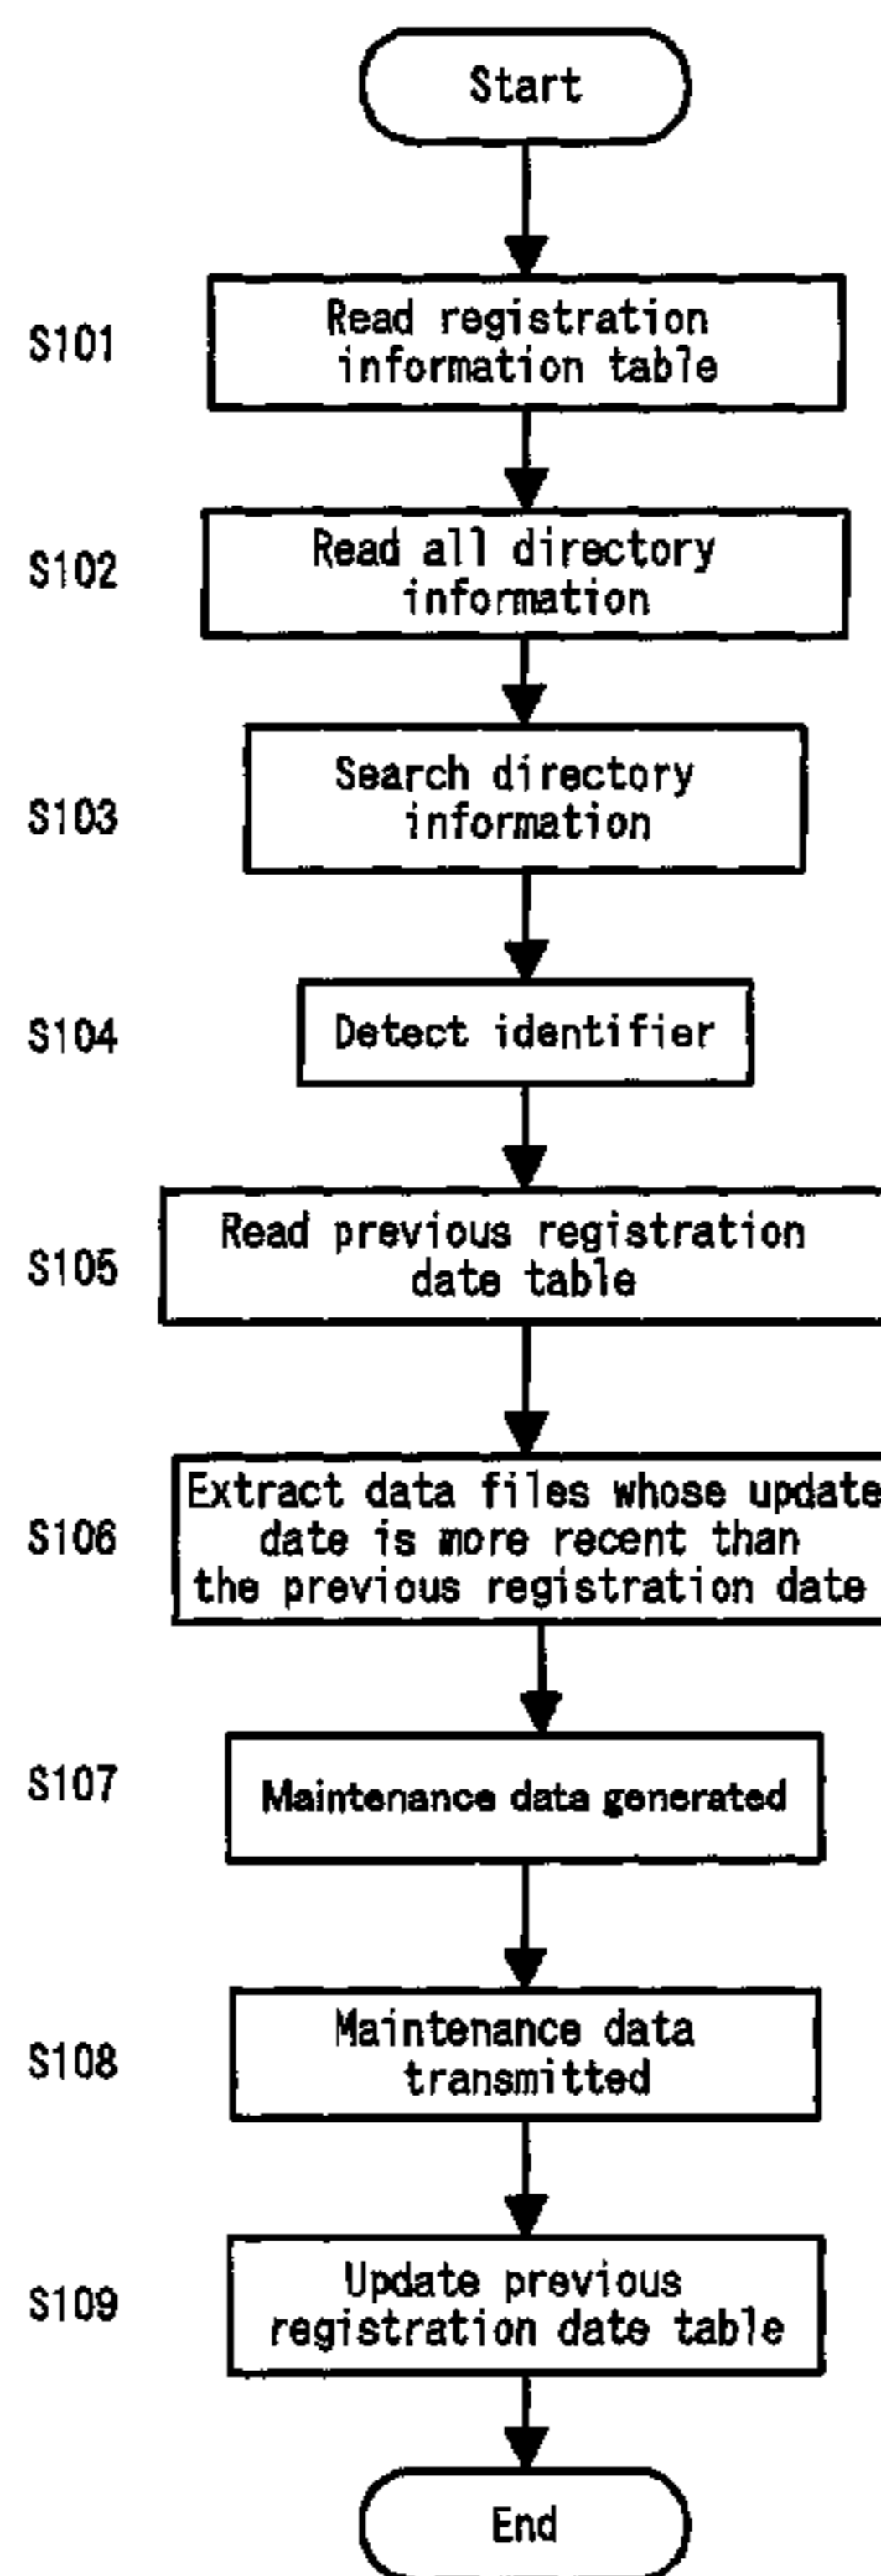 Start
S101
Read registration
information table
S102
Read all directory
information
S103
Search directory
information
S104
Detect identifier
S105
Read previous registration
date table
S106
Extract data files whose update
date is more recent than
the previous registration date
S107
Maintenance data generated
S108
Maintenance data
transmitted
S109
Update previous
registration date table
End